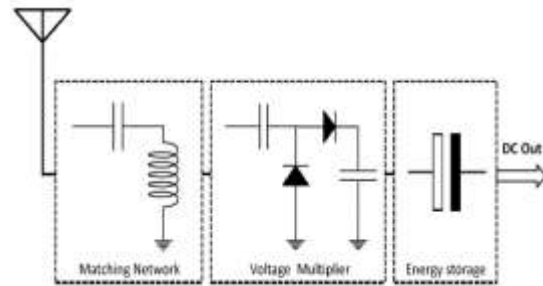 DC Out
Matching Network
Voltage Multiplier
Energy storage